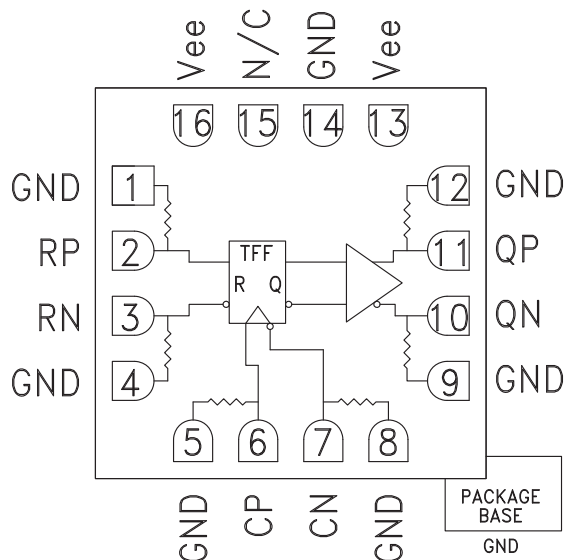 Vee N/C GND Vee
16 15 14 13
GND 1 12 GND
RP 2 TFF 11 QP
R Q
RN 3 10 QN
GND 4 9 GND
5 6 7 8
GND CP CN GND
PACKAGE
BASE
GND